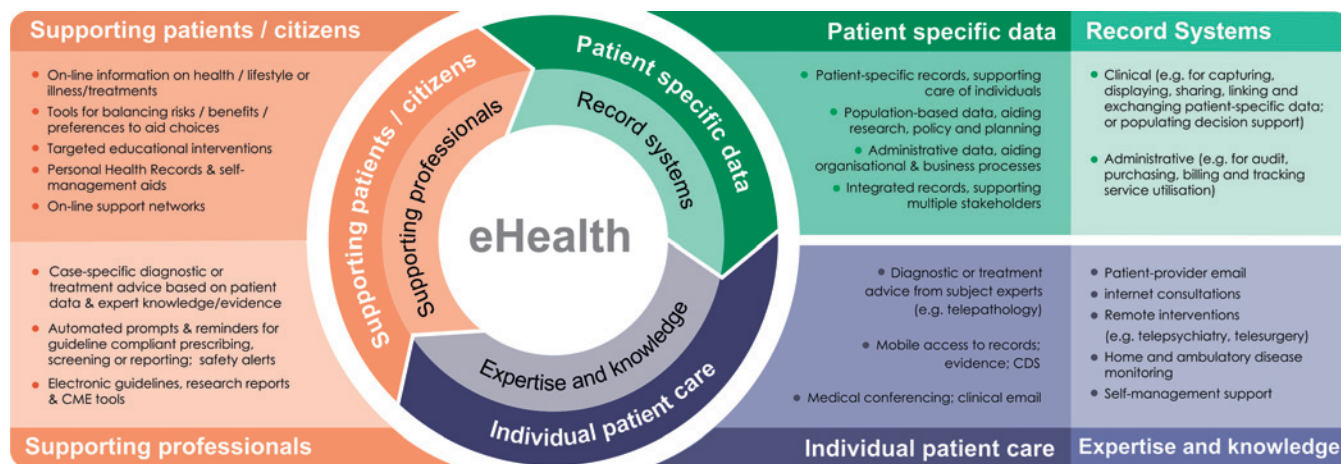 Supporting patients / citizens
On-line information on health / lifestyle or
illness/treatments
Tools for balancing risks / benefits /
preferences to aid choices
Targeted educational interventions
Personal Health Records & self-
management aids
On-line support networks
Case-specific diagnostic or
treatment advice based on patient
data & expert knowledge/evidence
Automated prompts & reminders for
guideline compliant prescribing,
screening or reporting; safety alerts
Electronic guidelines, research reports
& CME tools
Supporting professionals
Supporting patients / citizens
Supporting professionals
Patient specific data
Record systems
eHealth
Expertise and knowledge
Individual patient care
Patient specific data
Patient-specific records, supporting
care of individuals
Population-based data, aiding
research, policy and planning
Administrative data, aiding
organisational & business processes
Integrated records, supporting
multiple stakeholders
Record Systems
Clinical (e.g. for capturing,
displaying, sharing, linking and
exchanging patient-specific data;
or populating decision support)
Administrative (e.g. for audit,
purchasing, billing and tracking
service utilisation)
Diagnostic or treatment
advice from subject experts
(e.g. telepathology)
Mobile access to records;
evidence; CDS
Medical conferencing; clinical email
Individual patient care
Patient-provider email
internet consultations
Remote interventions
(e.g. telepsychiatry, telesurgery)
Home and ambulatory disease
monitoring
Self-management support
Expertise and knowledge